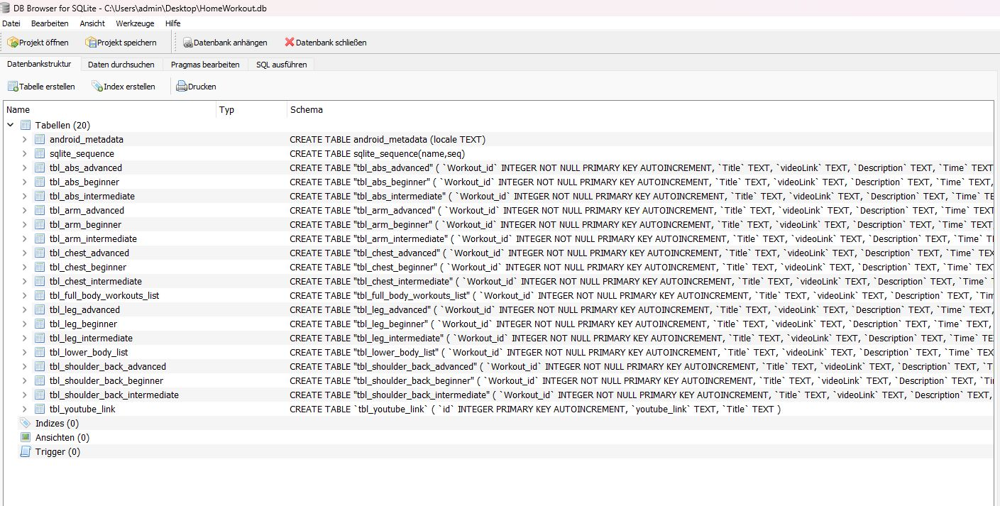 DB Browser for SQLite - C:\Users\admin\Desktop\HomeWorkout.db
Datei Bearbeiten Ansicht Werkzeuge Hilfe
Projekt öffnen Projekt speichern Datenbank anhängen Datenbank schließen
Datenbankstruktur Daten durchsuchen Pragmas bearbeiten SQL ausführen
Tabelle erstellen Index erstellen Drucken
Name Typ Schema
Tabellen (20)
android_metadata CREATE TABLE android_metadata (locale TEXT)
sqlite_sequence CREATE TABLE sqlite_sequence(name,seq)
tbl_abs_advanced CREATE TABLE "tbl_abs_advanced" ( `Workout_id` INTEGER NOT NULL PRIMARY KEY AUTOINCREMENT, `Title` TEXT, `videoLink` TEXT, `Description` TEXT, `Time` TEXT
tbl_abs_beginner CREATE TABLE "tbl_abs_beginner" ( `Workout_id` INTEGER NOT NULL PRIMARY KEY AUTOINCREMENT, `Title` TEXT, `videoLink` TEXT, `Description` TEXT, `Time` TEXT,
tbl_abs_intermediate CREATE TABLE "tbl_abs_intermediate" ( `Workout_id` INTEGER NOT NULL PRIMARY KEY AUTOINCREMENT, `Title` TEXT, `videoLink` TEXT, `Description` TEXT, `Time` TE
tbl_arm_advanced CREATE TABLE "tbl_arm_advanced" ( `Workout_id` INTEGER NOT NULL PRIMARY KEY AUTOINCREMENT, `Title` TEXT, `videoLink` TEXT, `Description` TEXT, `Time` TEXT
tbl_arm_beginner CREATE TABLE "tbl_arm_beginner" ( `Workout_id` INTEGER NOT NULL PRIMARY KEY AUTOINCREMENT, `Title` TEXT, `videoLink` TEXT, `Description` TEXT, `Time` TEXT,
tbl_arm_intermediate CREATE TABLE "tbl_arm_intermediate" ( `Workout_id` INTEGER NOT NULL PRIMARY KEY AUTOINCREMENT, `Title` TEXT, `videoLink` TEXT, `Description` TEXT, `Time` T
tbl_chest_advanced CREATE TABLE "tbl_chest_advanced" ( `Workout_id` INTEGER NOT NULL PRIMARY KEY AUTOINCREMENT, `Title` TEXT, `videoLink` TEXT, `Description` TEXT, `Time` TEX
tbl_chest_beginner CREATE TABLE "tbl_chest_beginner" ( `Workout_id` INTEGER NOT NULL PRIMARY KEY AUTOINCREMENT, `Title` TEXT, `videoLink` TEXT, `Description` TEXT, `Time` TEXT
tbl_chest_intermediate CREATE TABLE "tbl_chest_intermediate" ( `Workout_id` INTEGER NOT NULL PRIMARY KEY AUTOINCREMENT, `Title` TEXT, `videoLink` TEXT, `Description` TEXT, `Time` T
tbl_full_body_workouts_list CREATE TABLE "tbl_full_body_workouts_list" ( `Workout_id` INTEGER NOT NULL PRIMARY KEY AUTOINCREMENT, `Title` TEXT, `videoLink` TEXT, `Description` TEXT, `Tim
tbl_leg_advanced CREATE TABLE "tbl_leg_advanced" ( `Workout_id` INTEGER NOT NULL PRIMARY KEY AUTOINCREMENT, `Title` TEXT, `videoLink` TEXT, `Description` TEXT, `Time` TEXT,
tbl_leg_beginner CREATE TABLE "tbl_leg_beginner" ( `Workout_id` INTEGER NOT NULL PRIMARY KEY AUTOINCREMENT, `Title` TEXT, `videoLink` TEXT, `Description` TEXT, `Time` TEXT,
tbl_leg_intermediate CREATE TABLE "tbl_leg_intermediate" ( `Workout_id` INTEGER NOT NULL PRIMARY KEY AUTOINCREMENT, `Title` TEXT, `videoLink` TEXT, `Description` TEXT, `Time` TE
tbl_lower_body_list CREATE TABLE "tbl_lower_body_list" ( `Workout_id` INTEGER NOT NULL PRIMARY KEY AUTOINCREMENT, `Title` TEXT, `videoLink` TEXT, `Description` TEXT, `Time` TEX
tbl_shoulder_back_advanced CREATE TABLE "tbl_shoulder_back_advanced" ( `Workout_id` INTEGER NOT NULL PRIMARY KEY AUTOINCREMENT, `Title` TEXT, `videoLink` TEXT, `Description` TEXT, `T
tbl_shoulder_back_beginner CREATE TABLE "tbl_shoulder_back_beginner" ( `Workout_id` INTEGER NOT NULL PRIMARY KEY AUTOINCREMENT, `Title` TEXT, `videoLink` TEXT, `Description` TEXT, `Ti
tbl_shoulder_back_intermediate CREATE TABLE "tbl_shoulder_back_intermediate" ( `Workout_id` INTEGER NOT NULL PRIMARY KEY AUTOINCREMENT, `Title` TEXT, `videoLink` TEXT, `Description` TEXT,
tbl_youtube_link CREATE TABLE `tbl_youtube_link` ( `id` INTEGER PRIMARY KEY AUTOINCREMENT, `youtube_link` TEXT, `Title` TEXT )
Indizes (0)
Ansichten (0)
Trigger (0)